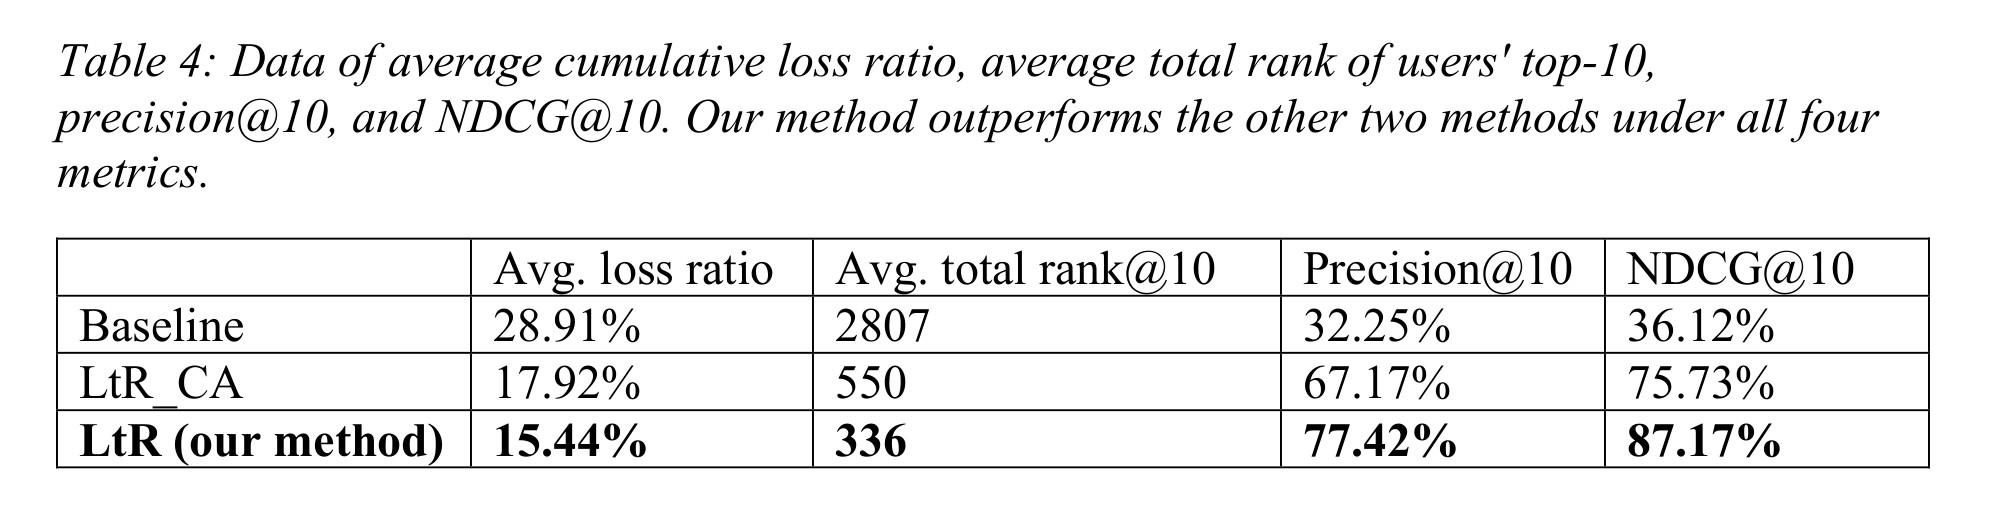 Table 4: Data of average cumulative loss ratio, average total rank of users' top-10,
precision@10, and NDCG@10. Our method outperforms the other two methods under all four
metrics.
Avg. loss ratio Avg. total rank@10 Precision@10 NDCG@10
Baseline 28.91% 2807 32.25% 36.12%
LtR_CA 17.92% 550 67.17% 75.73%
LtR (our method) 15.44% 336 77.42% 87.17%